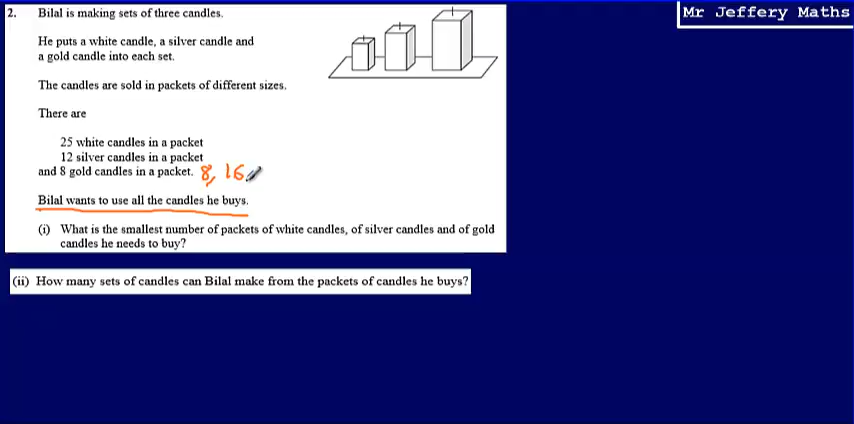 Mr Jeffery Maths
2. Bilal is making sets of three candles.
He puts a white candle, a silver candle and
a gold candle into each set.
The candles are sold in packets of different sizes.
There are
25 white candles in a packet
12 silver candles in a packet
and 8 gold candles in a packet. 8, 16
Bilal wants to use all the candles he buys.
(i) What is the smallest number of packets of white candles, of silver candles and of gold
candles he needs to buy?
(ii) How many sets of candles can Bilal make from the packets of candles he buys?